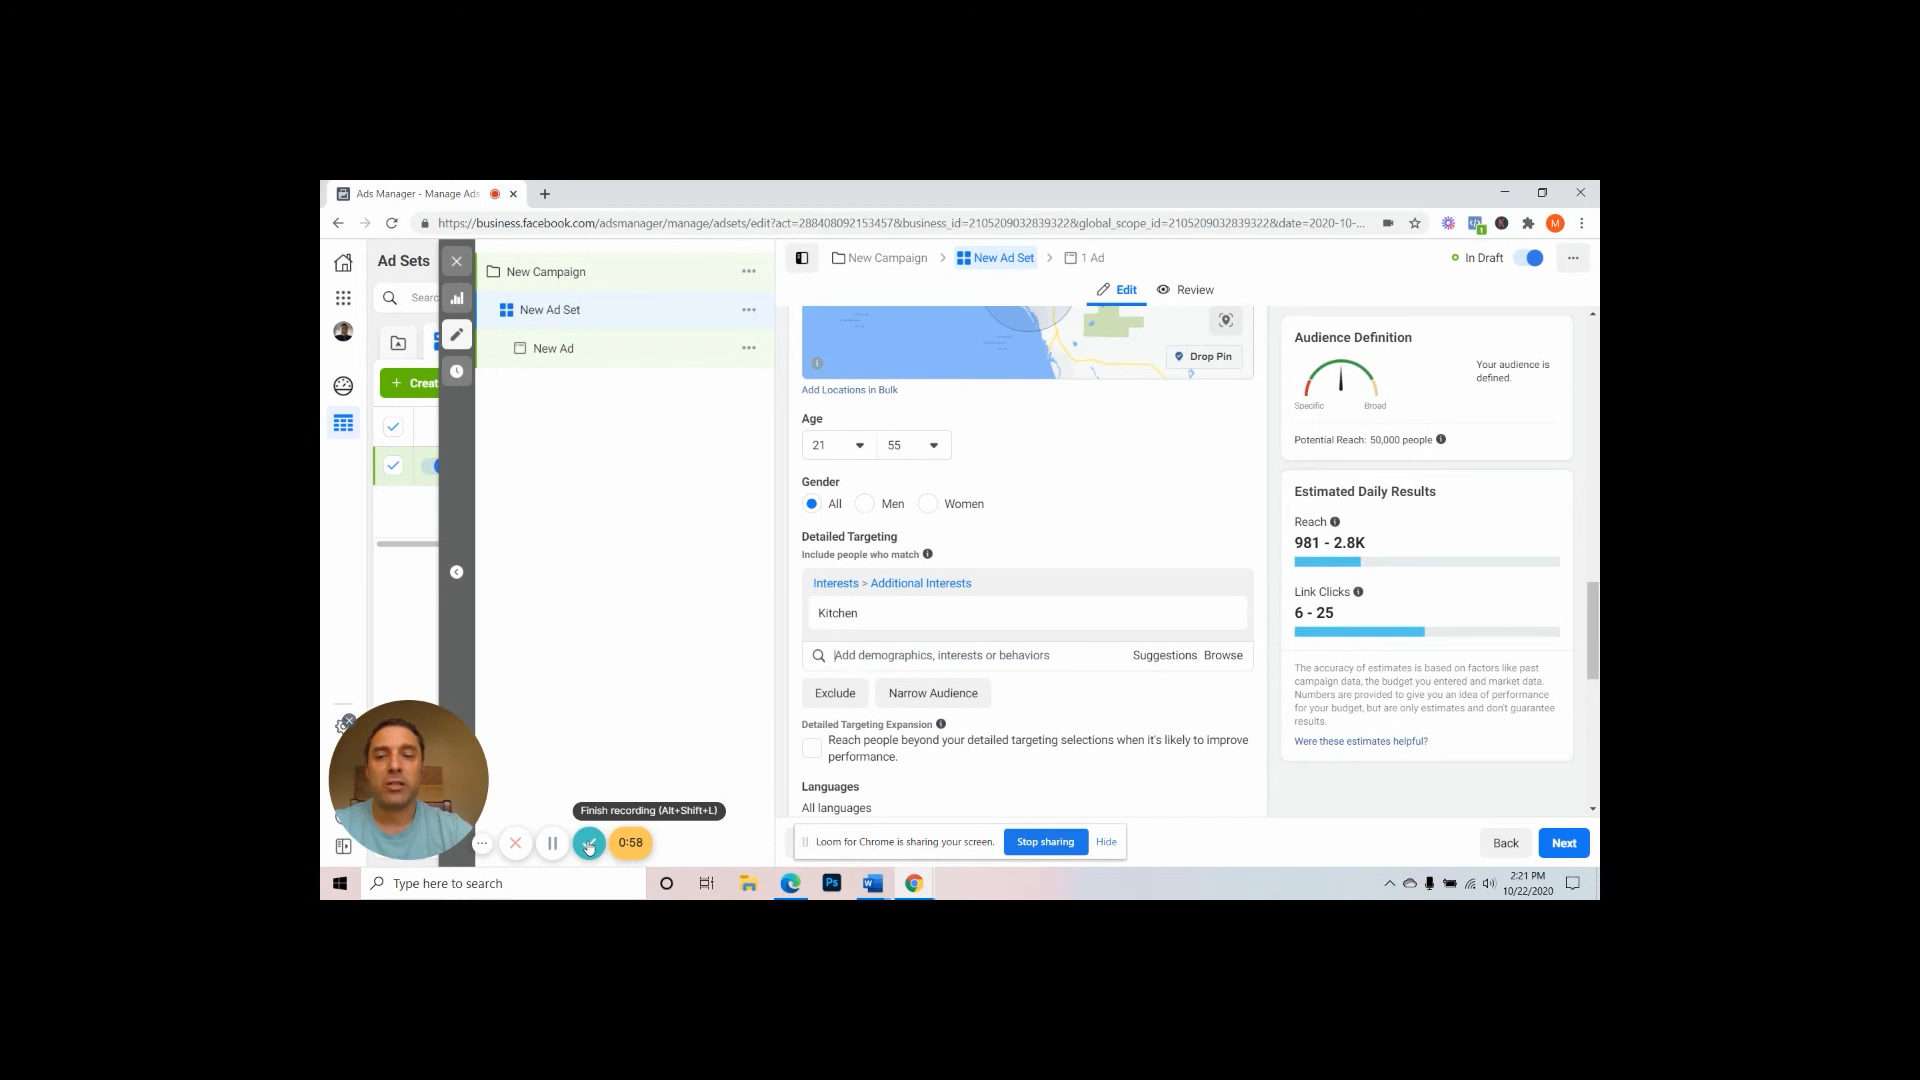 Ads Manager - Manage Ads
https://business.facebook.com/adsmanager/manage/adsets/edit?act=288408092153457&business_id=210520903283932​2&global_scope_id=2105209032839322&date=2020-10-...
M
Ad Sets
Searc
+ Creat
New Campaign
New Ad Set
New Ad
New Campaign > New Ad Set > 1 Ad
In Draft
Edit
Review
Drop Pin
Add Locations in Bulk
Age
21
55
Gender
All
Men
Women
Detailed Targeting
Include people who match
Interests > Additional Interests
Kitchen
Add demographics, interests or behaviors
Suggestions
Browse
Exclude
Narrow Audience
Detailed Targeting Expansion
Reach people beyond your detailed targeting selections when it's likely to improve
performance.
Languages
All languages
Audience Definition
Your audience is
defined.
Specific
Broad
Potential Reach: 50,000 people
Estimated Daily Results
Reach
981 - 2.8K
Link Clicks
6 - 25
The accuracy of estimates is based on factors like past
campaign data, the budget you entered and market data.
Numbers are provided to give you an idea of performance
for your budget, but are only estimates and don't guarantee
results.
Were these estimates helpful?
Finish recording (Alt+Shift+L)
0:58
Loom for Chrome is sharing your screen.
Stop sharing
Hide
Back
Next
Type here to search
Ps
2:21 PM
10/22/2020